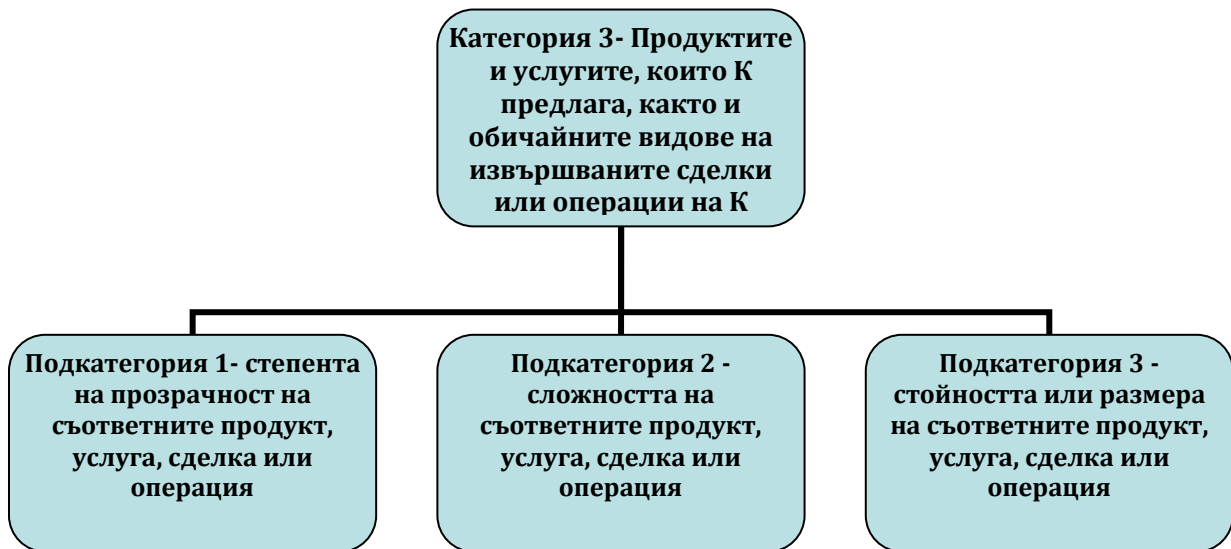 Категория 3- Продуктите
и услугите, които К
предлага, както и
обичайните видове на
извършваните сделки
или операции на К
Подкатегория 1- степента
на прозрачност на
съответните продукт,
услуга, сделка или
операция
Подкатегория 2 -
сложността на
съответните продукт,
услуга, сделка или
операция
Подкатегория 3 -
стойността или размера
на съответните продукт,
услуга, сделка или
операция